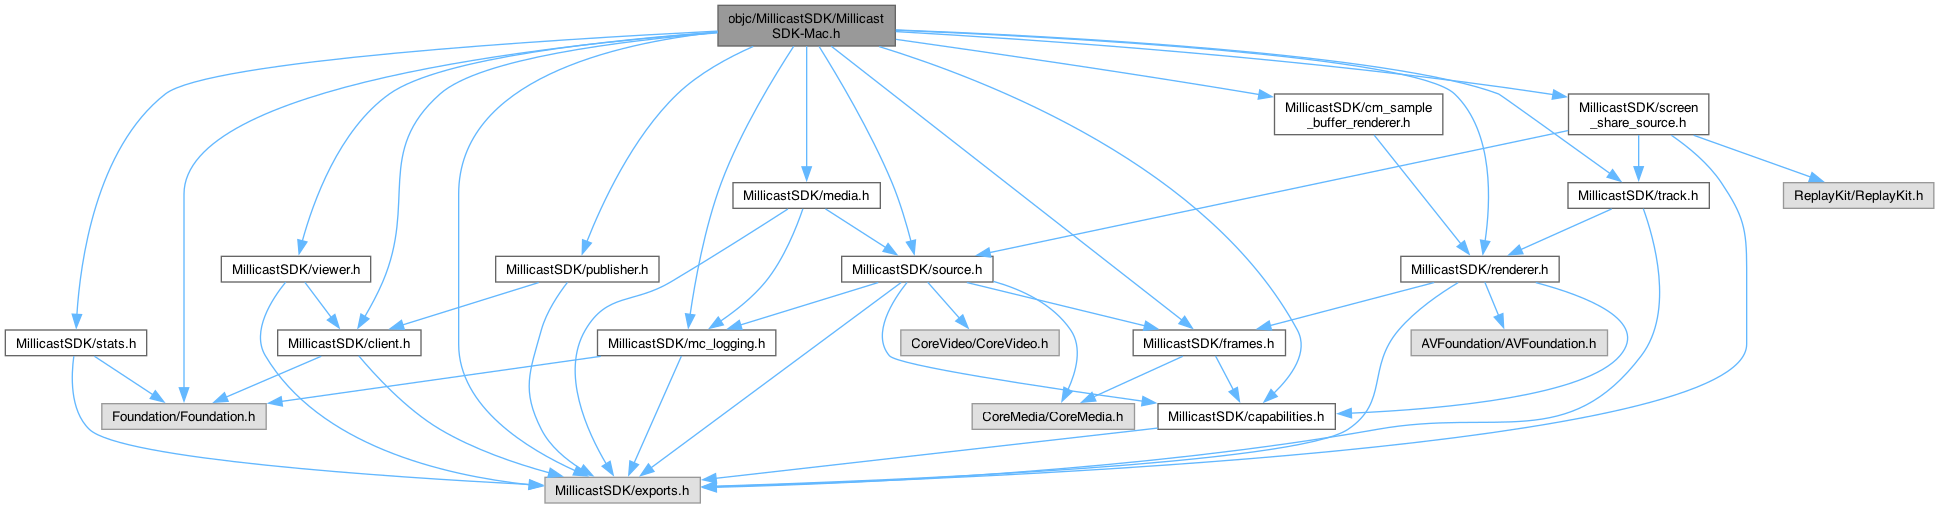 objc/MillicastSDK/Millicast
SDK-Mac.h
MillicastSDK/cm_sample
_buffer_renderer.h
MillicastSDK/screen
_share_source.h
MillicastSDK/media.h
MillicastSDK/track.h
ReplayKit/ReplayKit.h
MillicastSDK/viewer.h
MillicastSDK/publisher.h
MillicastSDK/source.h
MillicastSDK/renderer.h
MillicastSDK/stats.h
MillicastSDK/client.h
MillicastSDK/mc_logging.h
CoreVideo/CoreVideo.h
MillicastSDK/frames.h
AVFoundation/AVFoundation.h
Foundation/Foundation.h
CoreMedia/CoreMedia.h
MillicastSDK/capabilities.h
MillicastSDK/exports.h